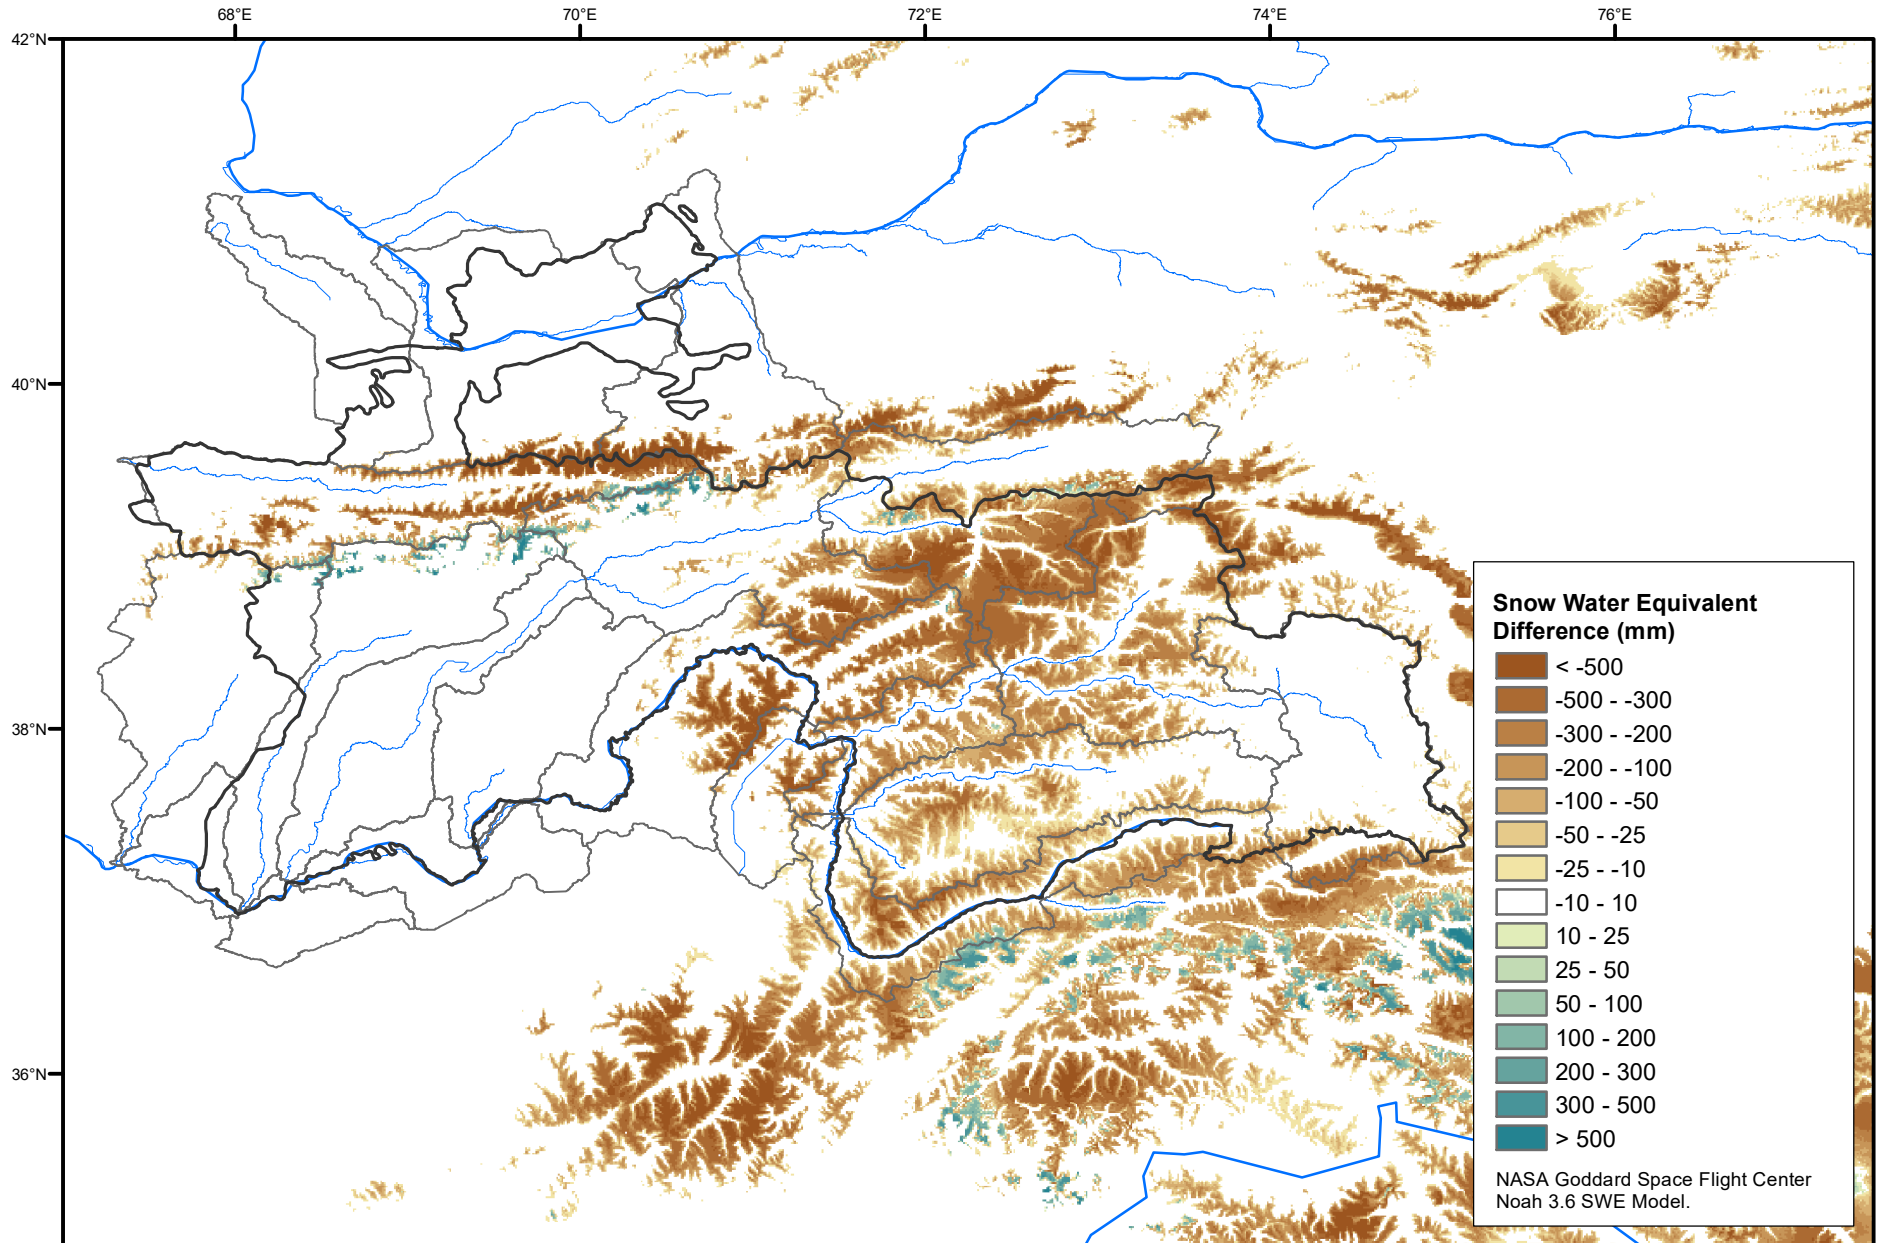 68°E 70°E 72°E 74°E 76°E
42°N
40°N
38°N
36°N
Snow Water Equivalent
Difference (mm)
< -500
-500 - -300
-300 - -200
-200 - -100
-100 - -50
-50 - -25
-25 - -10
-10 - 10
10 - 25
25 - 50
50 - 100
100 - 200
200 - 300
300 - 500
> 500
NASA Goddard Space Flight Center
Noah 3.6 SWE Model.